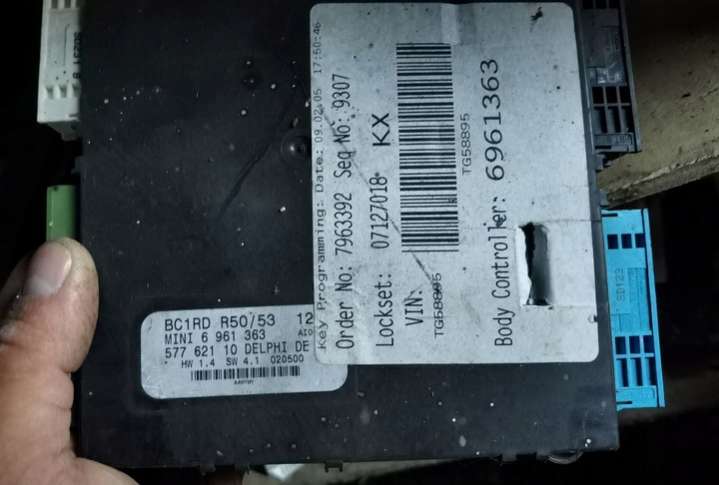 Key Programming: Date: 09.02.05 17:50:46
Order No: 7963392 Seq No: 9307
Lockset: 07127018 KX
VIN:
TG58895
TG58895
Body Controller: 6961363
BC1RD R50/53 12
MINI 6 961 363
577 621 10 DELPHI DE
HW 1.4 SW 4.1 020500